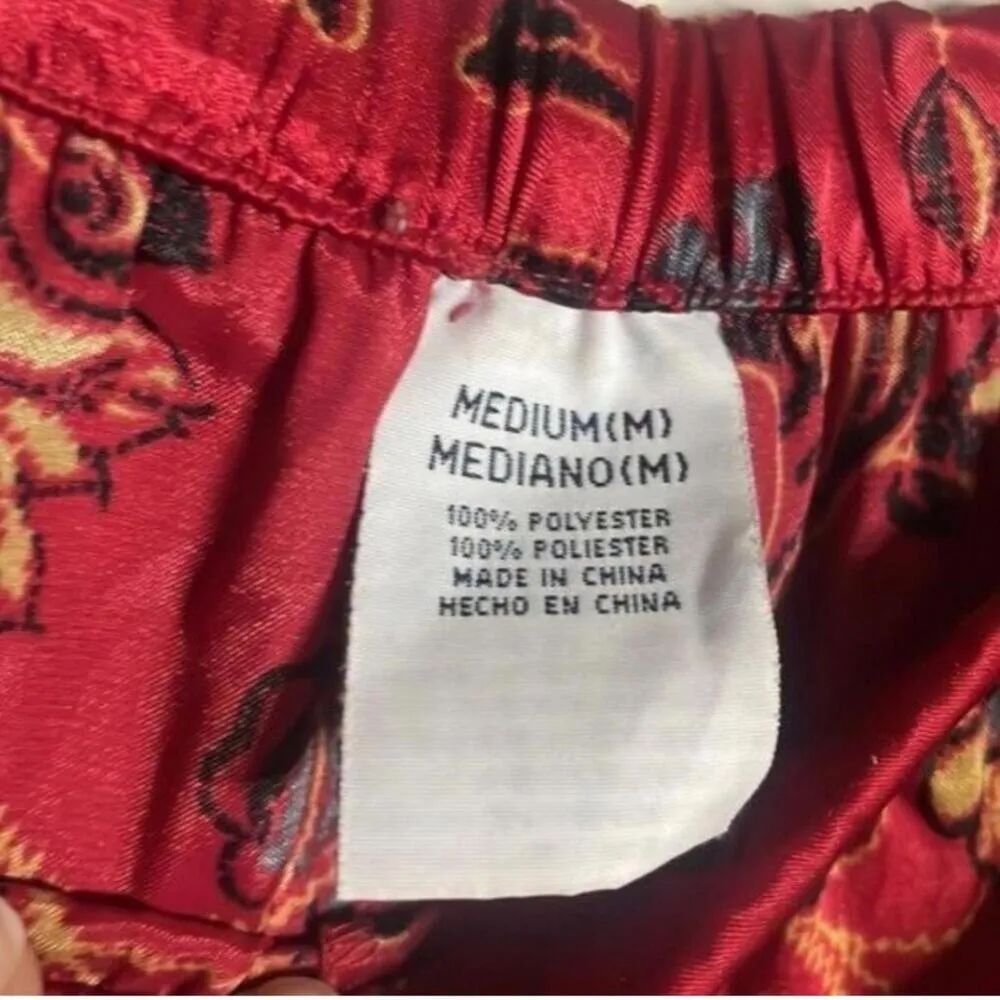 MEDIUM(M)
MEDIANO(M)
100% POLYESTER
100% POLIESTER
MADE IN CHINA
HECHO EN CHINA